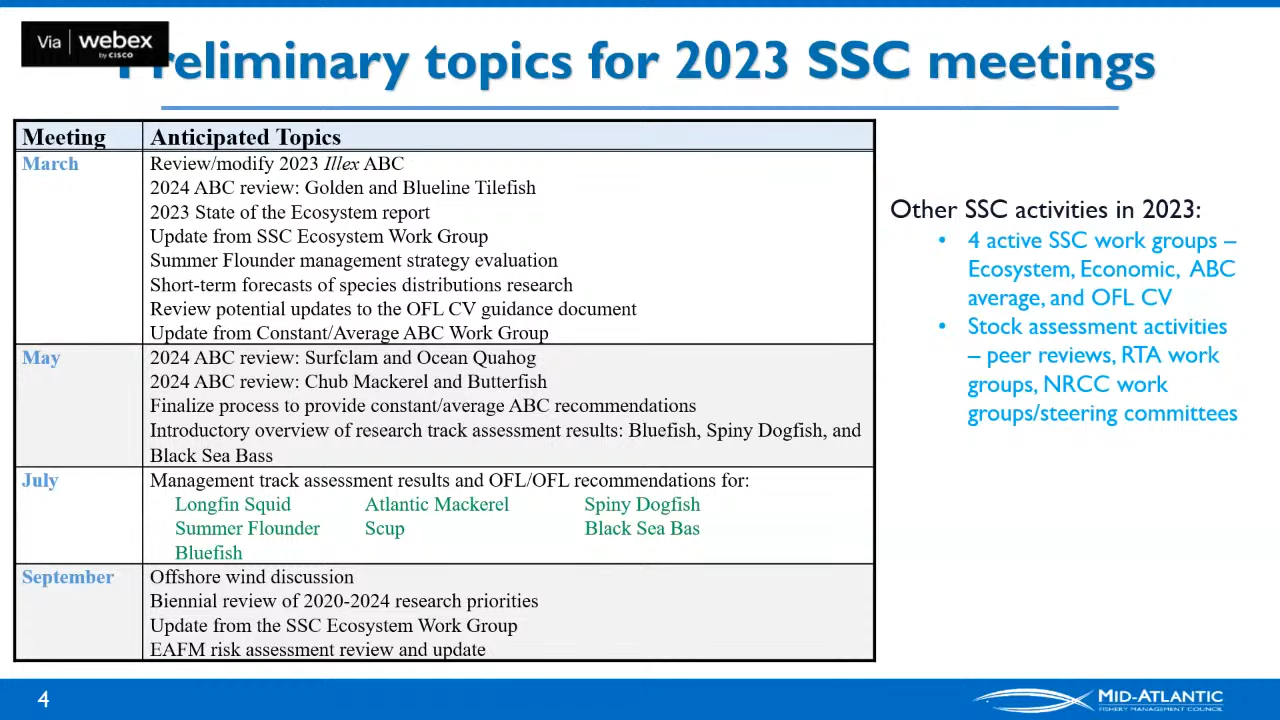 Via webex
by CISCO
Preliminary topics for 2023 SSC meetings
Meeting Anticipated Topics
March Review/modify 2023 Illex ABC
2024 ABC review: Golden and Blueline Tilefish
2023 State of the Ecosystem report
Update from SSC Ecosystem Work Group
Summer Flounder management strategy evaluation
Short-term forecasts of species distributions research
Review potential updates to the OFL CV guidance document
Update from Constant/Average ABC Work Group
May 2024 ABC review: Surfclam and Ocean Quahog
2024 ABC review: Chub Mackerel and Butterfish
Finalize process to provide constant/average ABC recommendations
Introductory overview of research track assessment results: Bluefish, Spiny Dogfish, and
Black Sea Bass
July Management track assessment results and OFL/OFL recommendations for:
Longfin Squid Atlantic Mackerel Spiny Dogfish
Summer Flounder Scup Black Sea Bas
Bluefish
September Offshore wind discussion
Biennial review of 2020-2024 research priorities
Update from the SSC Ecosystem Work Group
EAFM risk assessment review and update
Other SSC activities in 2023:
• 4 active SSC work groups –
Ecosystem, Economic, ABC
average, and OFL CV
• Stock assessment activities
– peer reviews, RTA work
groups, NRCC work
groups/steering committees
4
MID-ATLANTIC
FISHERY MANAGEMENT COUNCIL